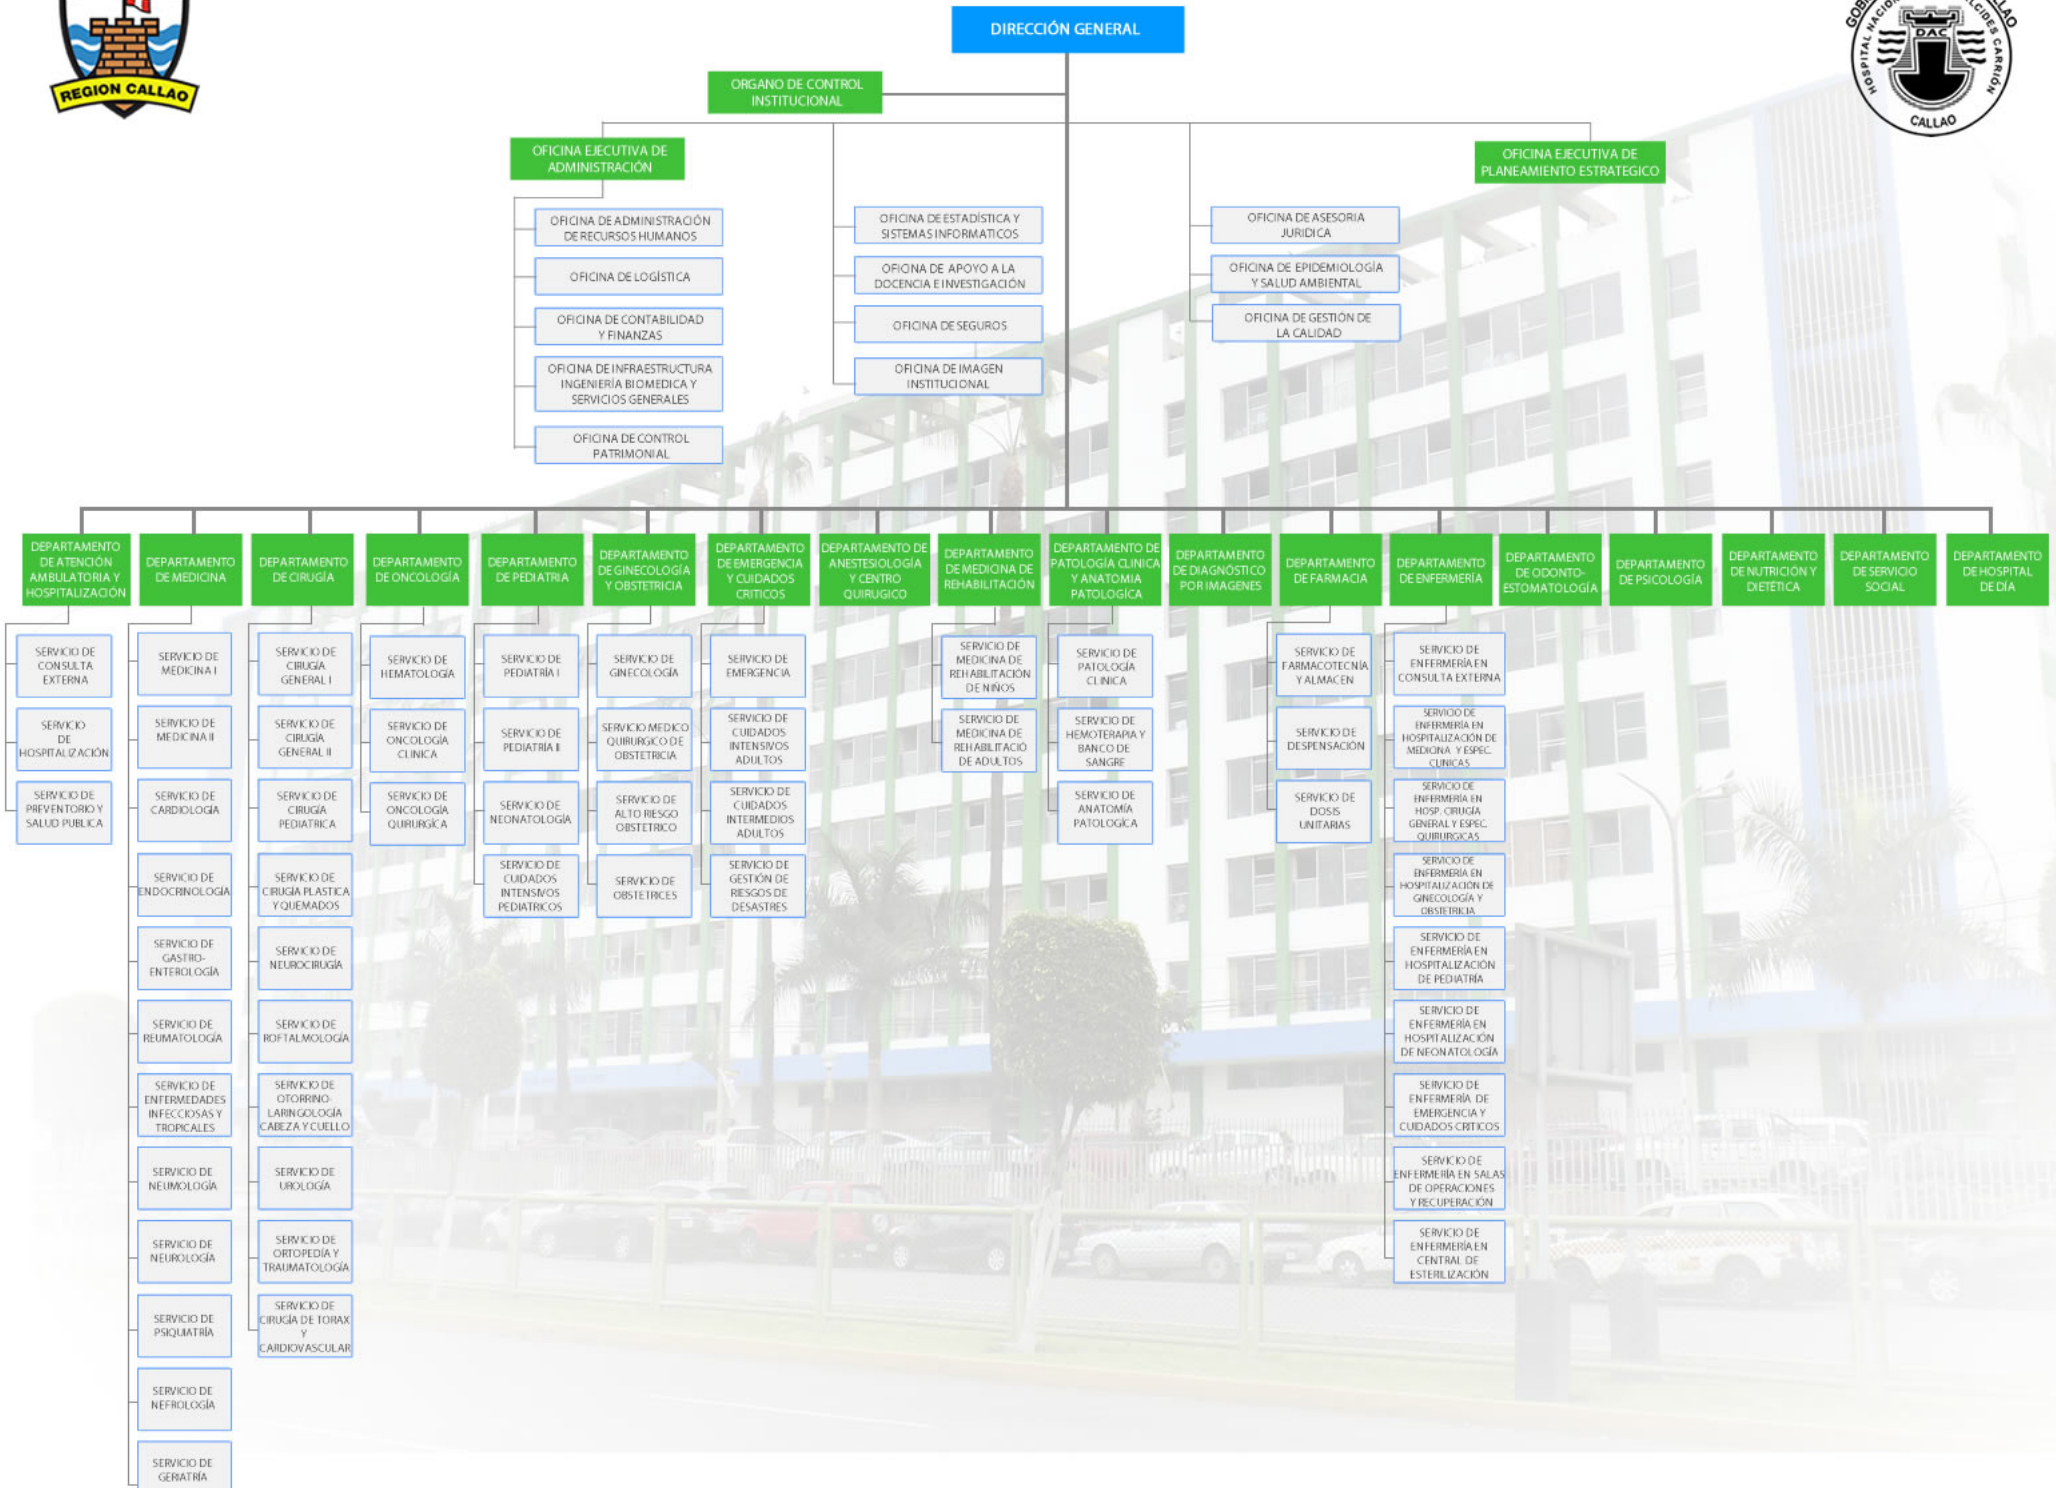 REGION CALLAO
HOSPITAL
CARRIÓN
DAC
CALLAO
DIRECCIÓN GENERAL
ORGANO DE CONTROL
INSTITUCIONAL
OFICINA EJECUTIVA DE
ADMINISTRACIÓN
OFICINA EJECUTIVA DE
PLANEAMIENTO ESTRATEGICO
OFICINA DE ADMINISTRACIÓN
DE RECURSOS HUMANOS
OFICINA DE LOGÍSTICA
OFICINA DE CONTABILIDAD
Y FINANZAS
OFICINA DE INFRAESTRUCTURA
INGENIERÍA BIOMEDICA Y
SERVICIOS GENERALES
OFICINA DE CONTROL
PATRIMONIAL
OFICINA DE ESTADÍSTICA Y
SISTEMAS INFORMATICOS
OFICINA DE APOYO A LA
DOCENCIA E INVESTIGACIÓN
OFICINA DE SEGUROS
OFICINA DE IMAGEN
INSTITUCIONAL
OFICINA DE ASESORIA
JURIDICA
OFICINA DE EPIDEMIOLOGÍA
Y SALUD AMBIENTAL
OFICINA DE GESTIÓN DE
LA CALIDAD
DEPARTAMENTO
DE ATENCIÓN
AMBULATORIA Y
HOSPITALIZACIÓN
SERVICIO DE
CONSULTA
EXTERNA
SERVICIO
DE
HOSPITALIZACIÓN
SERVICIO DE
PREVENTORIO Y
SALUD PUBLICA
DEPARTAMENTO
DE MEDICINA
SERVICIO DE
MEDICINA I
SERVICIO DE
MEDICINA II
SERVICIO DE
CARDIOLOGÍA
SERVICIO DE
ENDOCRINOLOGÍA
SERVICIO DE
GASTRO-
ENTEROLOGÍA
SERVICIO DE
REUMATOLOGÍA
SERVICIO DE
ENFERMEDADES
INFECCIOSAS Y
TROPICALES
SERVICIO DE
NEUMOLOGÍA
SERVICIO DE
NEUROLOGÍA
SERVICIO DE
PSIQUIATRÍA
SERVICIO DE
NEFROLOGÍA
SERVICIO DE
GERIATRÍA
DEPARTAMENTO
DE CIRUGÍA
SERVICIO DE
CIRUGÍA
GENERAL I
SERVICIO DE
CIRUGÍA
GENERAL II
SERVICIO DE
CIRUGÍA
PEDIATRICA
SERVICIO DE
CIRUGÍA PLASTICA
Y QUEMADOS
SERVICIO DE
NEUROCIRUGÍA
SERVICIO DE
ROFTALMOLOGÍA
SERVICIO DE
OTORRINO-
LARINGOLOGÍA
CABEZA Y CUELLO
SERVICIO DE
UROLOGÍA
SERVICIO DE
ORTOPEDÍA Y
TRAUMATOLOGÍA
SERVICIO DE
CIRUGÍA DE TORAX
Y
CARDIOVASCULAR
DEPARTAMENTO
DE ONCOLOGÍA
SERVICIO DE
HEMATOLOGÍA
SERVICIO DE
ONCOLOGÍA
CLINICA
SERVICIO DE
ONCOLOGÍA
QUIRURGÍCA
DEPARTAMENTO
DE PEDIATRIA
SERVICIO DE
PEDIATRÍA I
SERVICIO DE
PEDIATRÍA II
SERVICIO DE
NEONATOLOGÍA
SERVICIO DE
CUIDADOS
INTENSIVOS
PEDIATRICOS
DEPARTAMENTO
DE GINECOLOGÍA
Y OBSTETRICIA
SERVICIO DE
GINECOLOGÍA
SERVICIO MEDICO
QUIRURGICO DE
OBSTETRICIA
SERVICIO DE
ALTO RIESGO
OBSTETRICO
SERVICIO DE
OBSTETRICES
DEPARTAMENTO
DE EMERGENCIA
Y CUIDADOS
CRITICOS
SERVICIO DE
EMERGENCIA
SERVICIO DE
CUIDADOS
INTENSIVOS
ADULTOS
SERVICIO DE
CUIDADOS
INTERMEDIOS
ADULTOS
SERVICIO DE
GESTIÓN DE
RIESGOS DE
DESASTRES
DEPARTAMENTO DE
ANESTESIOLOGÍA
Y CENTRO
QUIRUGICO
DEPARTAMENTO
DE MEDICINA DE
REHABILITACIÓN
SERVICIO DE
MEDICINA DE
REHABILITACIÓN
DE NIÑOS
SERVICIO DE
MEDICINA DE
REHABILITACIÓ
DE ADULTOS
DEPARTAMENTO DE
PATOLOGÍA CLINICA
Y ANATOMIA
PATOLOGÍCA
SERVICIO DE
PATOLOGÍA
CLINICA
SERVICIO DE
HEMOTERAPIA Y
BANCO DE
SANGRE
SERVICIO DE
ANATOMÍA
PATOLOGÍCA
DEPARTAMENTO
DE DIAGNÓSTICO
POR IMAGENES
DEPARTAMENTO
DE FARMACIA
SERVICIO DE
FARMACOTECNÍA
Y ALMACEN
SERVICIO DE
DESPENSACIÓN
SERVICIO DE
DOSIS
UNITARIAS
DEPARTAMENTO
DE ENFERMERÍA
SERVICIO DE
ENFERMERÍA EN
CONSULTA EXTERNA
SERVICIO DE
ENFERMERÍA EN
HOSPITALIZACIÓN DE
MEDICINA Y ESPEC.
CLINICAS
SERVICIO DE
ENFERMERÍA EN
HOSP. CIRUGÍA
GENERAL Y ESPEC.
QUIRURGICAS
SERVICIO DE
ENFERMERÍA EN
HOSPITALIZACIÓN DE
GINECOLOGÍA Y
OBSTETRICIA
SERVICIO DE
ENFERMERÍA EN
HOSPITALIZACIÓN
DE PEDIATRÍA
SERVICIO DE
ENFERMERÍA EN
HOSPITALIZACIÓN
DE NEONATOLOGÍA
SERVICIO DE
ENFERMERÍA DE
EMERGENCIA Y
CUIDADOS CRITICOS
SERVICIO DE
ENFERMERÍA EN SALAS
DE OPERACIONES
Y RECUPERACIÓN
SERVICIO DE
ENFERMERÍA EN
CENTRAL DE
ESTERILIZACIÓN
DEPARTAMENTO
DE ODONTO-
ESTOMATOLOGÍA
DEPARTAMENTO
DE PSICOLOGÍA
DEPARTAMENTO
DE NUTRICIÓN Y
DIETÉTICA
DEPARTAMENTO
DE SERVICIO
SOCIAL
DEPARTAMENTO
DE HOSPITAL
DE DÍA